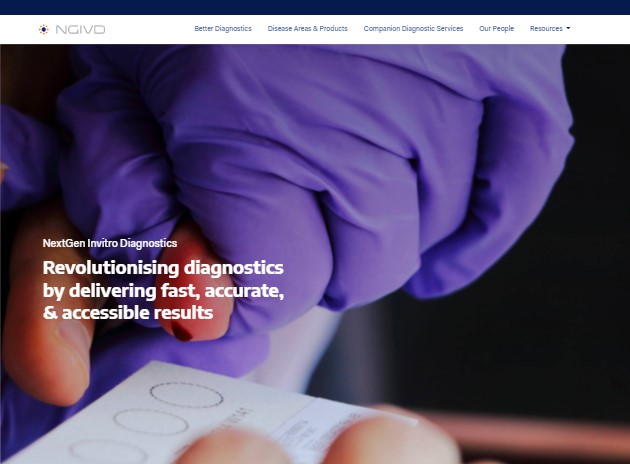 NGIVD
Better Diagnostics
Disease Areas & Products
Companion Diagnostic Services
Our People
Resources
NextGen Invitro Diagnostics
Revolutionising diagnostics
by delivering fast, accurate,
& accessible results